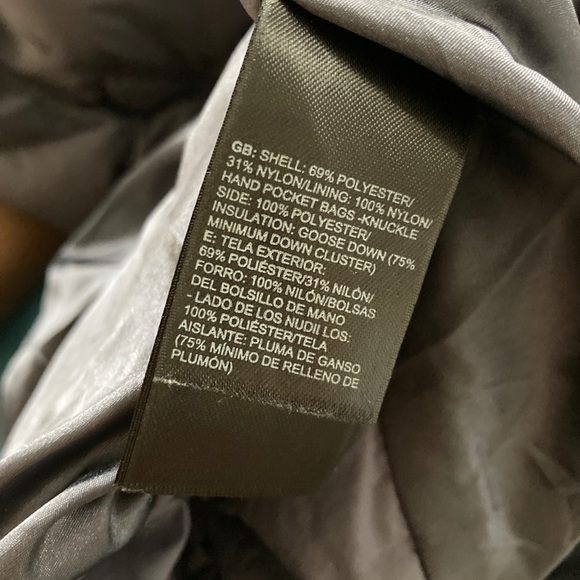 GB: SHELL: 69% POLYESTER/
31% NYLON/LINING: 100% NYLON/
HAND POCKET BAGS -KNUCKLE
SIDE: 100% POLYESTER/
INSULATION: GOOSE DOWN (75%
MINIMUM DOWN CLUSTER)
E: TELA EXTERIOR:
69% POLIÉSTER/31% NILÓN/
FORRO: 100% NILÓN/BOLSAS
DEL BOLSILLO DE MANO
- LADO DE LOS NUDII LOS:
100% POLIÉSTER/TELA
AISLANTE: PLUMA DE GANSO
(75% MÍNIMO DE RELLENO DE
PLUMÓN)